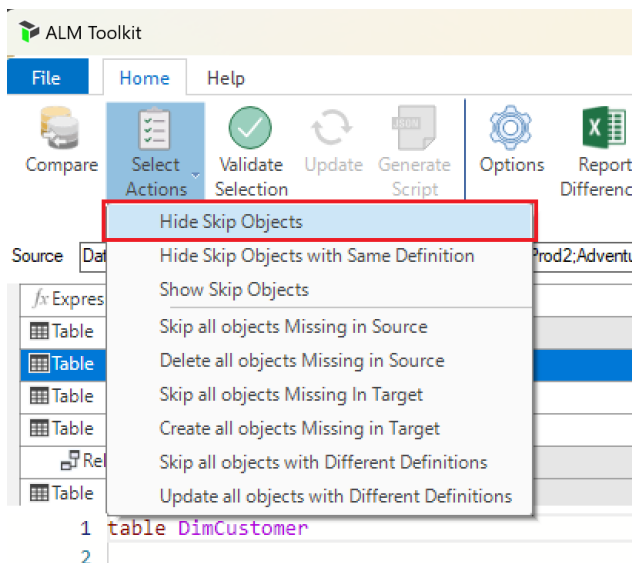 ALM Toolkit
File Home Help
Compare Select Actions Validate Selection Update Generate Script Options Report Differenc
Hide Skip Objects
Source Dat Hide Skip Objects with Same Definition Prod2;Adventu
Show Skip Objects
fx Expres
Table Skip all objects Missing in Source
Table Delete all objects Missing in Source
Table Skip all objects Missing In Target
Table Create all objects Missing in Target
Rel Skip all objects with Different Definitions
Table Update all objects with Different Definitions
1 table DimCustomer
2